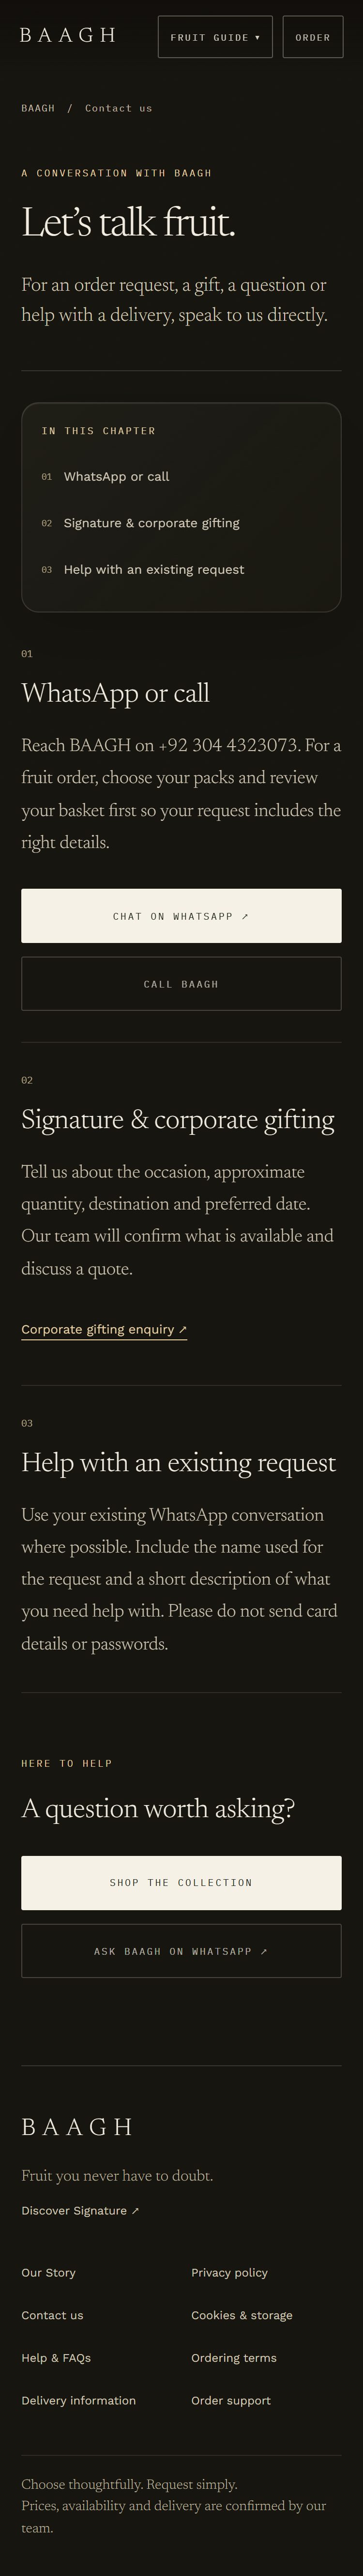 BAAGH
FRUIT GUIDE ▾
ORDER
BAAGH / Contact us
A CONVERSATION WITH BAAGH
Let’s talk fruit.
For an order request, a gift, a question or
help with a delivery, speak to us directly.
IN THIS CHAPTER
01 WhatsApp or call
02 Signature & corporate gifting
03 Help with an existing request
01
WhatsApp or call
Reach BAAGH on +92 304 4323073. For a
fruit order, choose your packs and review
your basket first so your request includes the
right details.
CHAT ON WHATSAPP ↗
CALL BAAGH
02
Signature & corporate gifting
Tell us about the occasion, approximate
quantity, destination and preferred date.
Our team will confirm what is available and
discuss a quote.
Corporate gifting enquiry ↗
03
Help with an existing request
Use your existing WhatsApp conversation
where possible. Include the name used for
the request and a short description of what
you need help with. Please do not send card
details or passwords.
HERE TO HELP
A question worth asking?
SHOP THE COLLECTION
ASK BAAGH ON WHATSAPP ↗
BAAGH
Fruit you never have to doubt.
Discover Signature ↗
Our Story
Privacy policy
Contact us
Cookies & storage
Help & FAQs
Ordering terms
Delivery information
Order support
Choose thoughtfully. Request simply.
Prices, availability and delivery are confirmed by our
team.